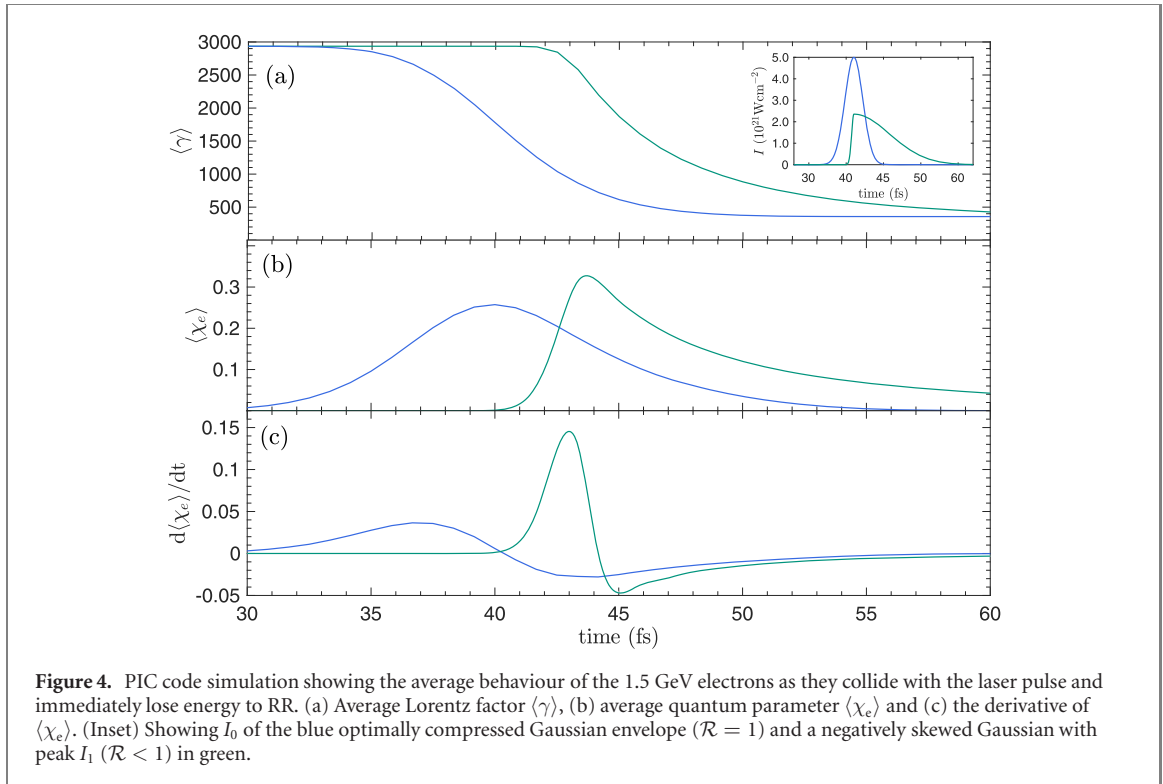 3000
2500
2000
1500
1000
500
⟨γ⟩
(a)
5.0
4.0
3.0
2.0
1.0
0
I (10²¹Wcm⁻²)
30 40 45 60
time (fs)
(b)
0.3
0.2
0.1
⟨χₑ⟩
(c)
0.15
0.1
0.05
0
-0.05
d⟨χₑ⟩/dt
30 35 40 45 50 55 60
time (fs)
Figure 4. PIC code simulation showing the average behaviour of the 1.5 GeV electrons as they collide with the laser pulse and
immediately lose energy to RR. (a) Average Lorentz factor ⟨γ⟩, (b) average quantum parameter ⟨χₑ⟩ and (c) the derivative of
⟨χₑ⟩. (Inset) Showing I₀ of the blue optimally compressed Gaussian envelope (ℛ = 1) and a negatively skewed Gaussian with
peak I₁ (ℛ < 1) in green.